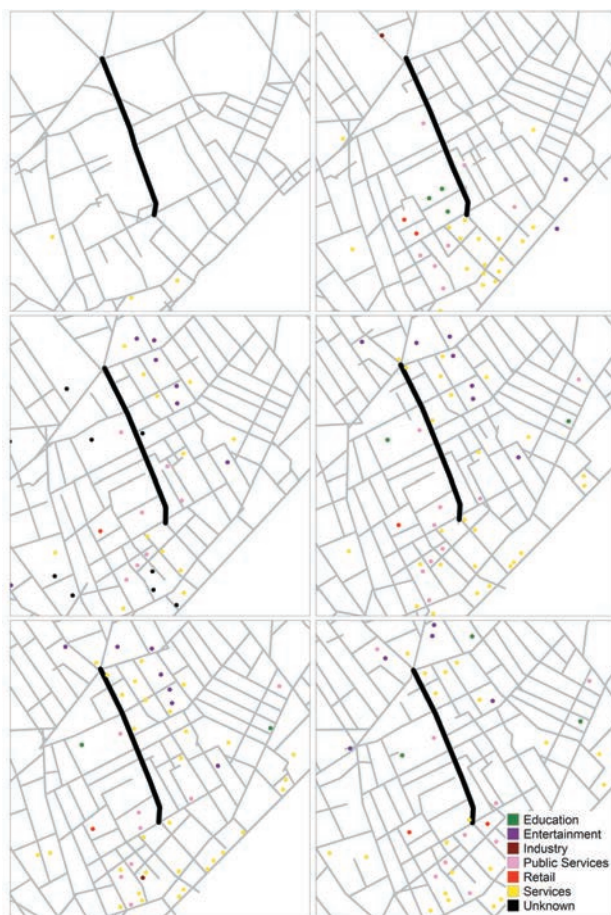 Education
Entertainment
Industry
Public Services
Retail
Services
Unknown